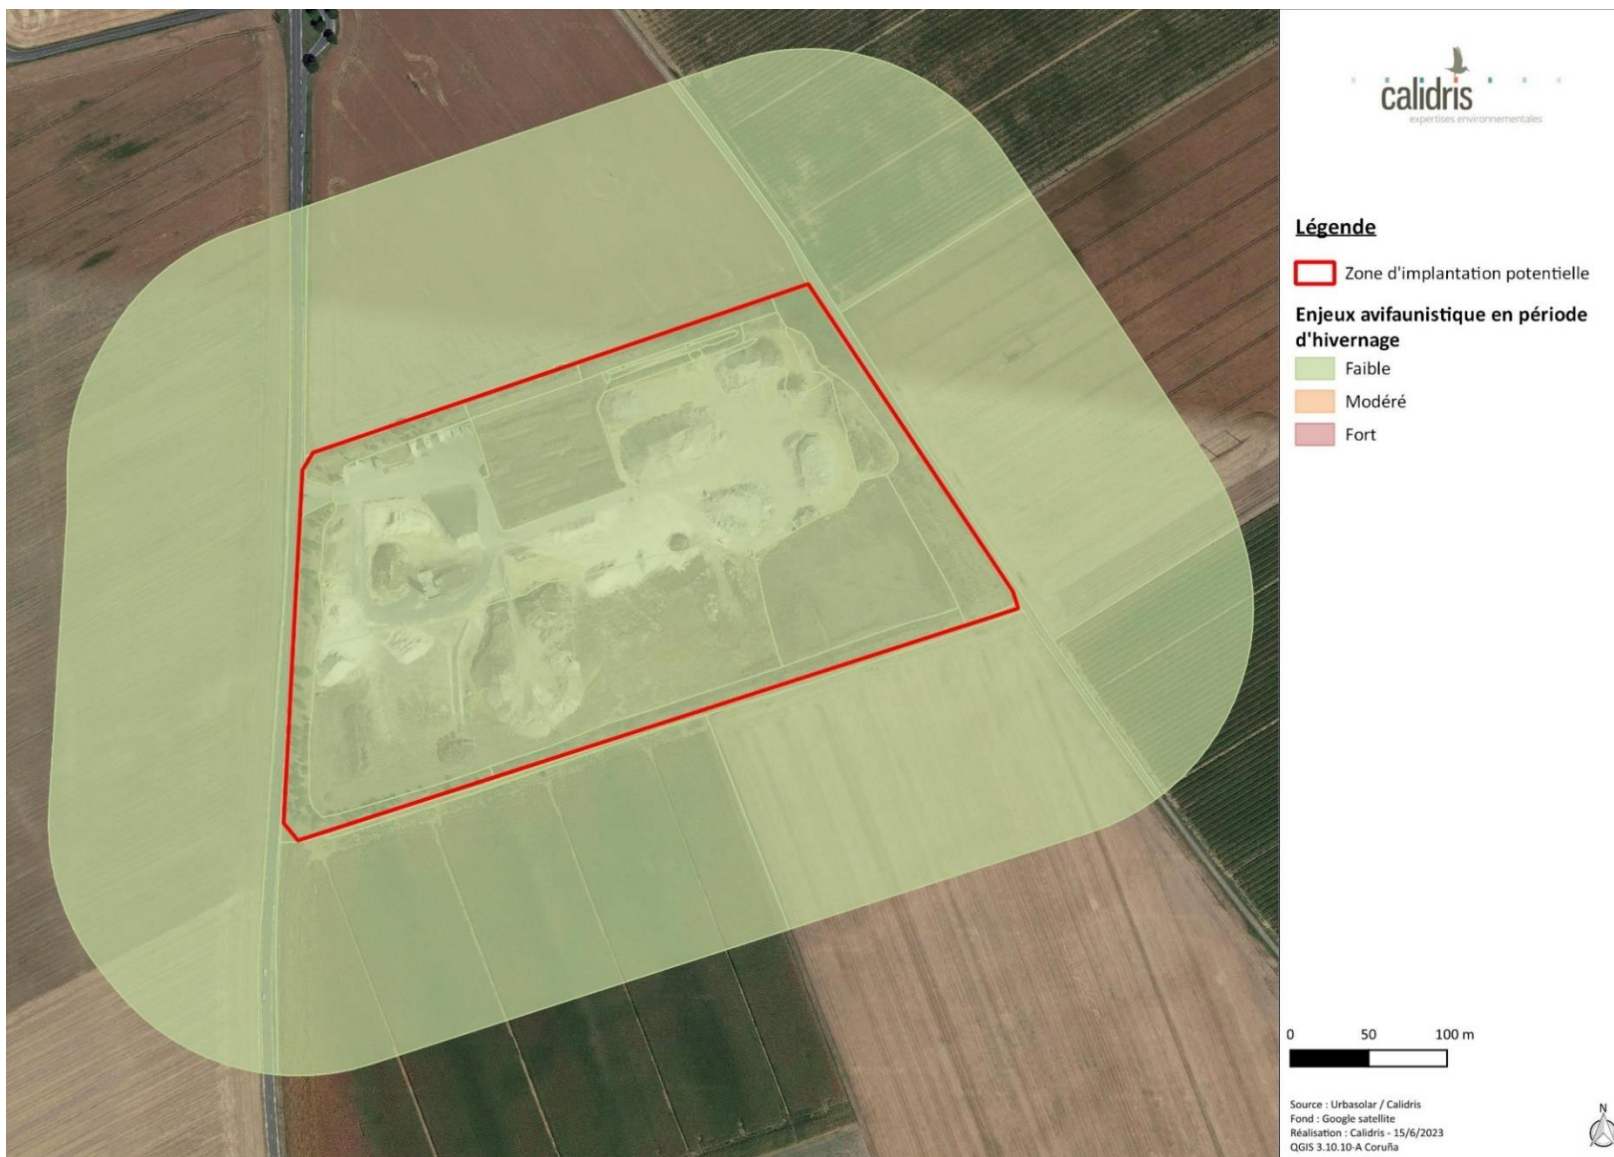 calidris
expertises environnementales
Légende
Zone d'implantation potentielle
Enjeux avifaunistique en période
d'hivernage
Faible
Modéré
Fort
0 50 100 m
Source : Urbasolar / Calidris
Fond : Google satellite
Réalisation : Calidris - 15/6/2023
QGIS 3.10.10-A Coruña
N